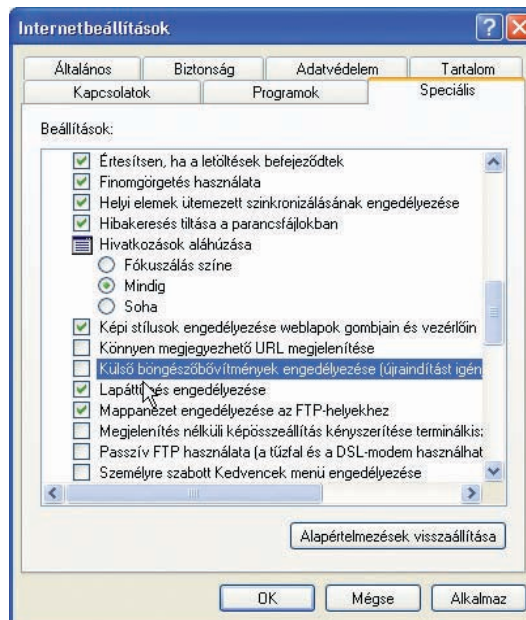 Internetbeállítások
Általános Biztonság Adatvédelem Tartalom
Kapcsolatok Programok Speciális
Beállítások:
Értesítsen, ha a letöltések befejeződtek
Finomgörgetés használata
Helyi elemek ütemezett szinkronizálásának engedélyezése
Hibakeresés tiltása a parancsfájlokban
Hivatkozások aláhúzása
Fókuszálás színe
Mindig
Soha
Képi stílusok engedélyezése weblapok gombjain és vezérlőin
Könnyen megjegyezhető URL megjelenítése
Külső böngészőbővítmények engedélyezése (újraindítást igén
engedélyezése
Mappanézet engedélyezése az FTP-helyekhez
Megjelenítés nélküli képösszeállítás kényszerítése terminálkis
Passzív FTP használata (a tűzfal és a DSL-modem használhat
Személyre szabott Kedvencek menü engedélyezése
Alapértelmezések visszaállítása
OK Mégse Alkalmaz